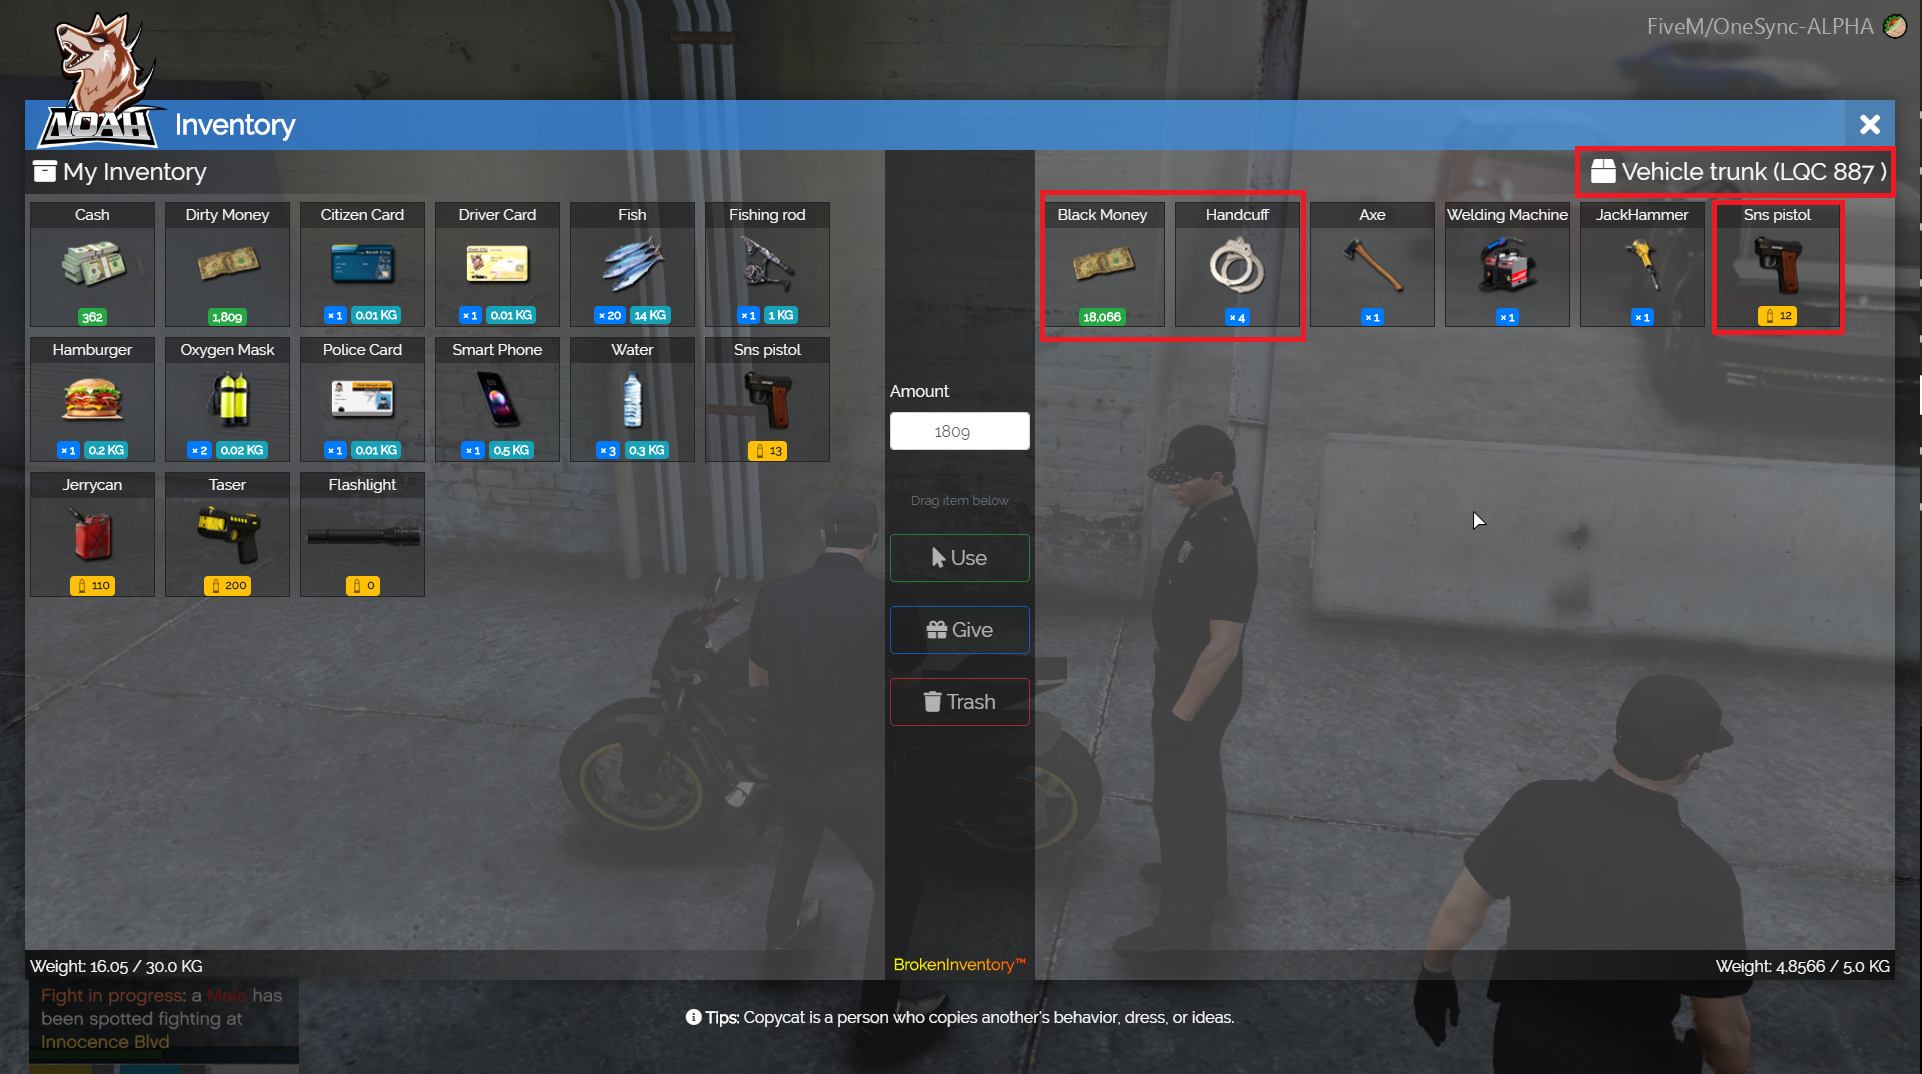 FiveM/OneSync-ALPHA
NOAH
Inventory
My Inventory
Vehicle trunk (LQC 887 )
Cash
362
Dirty Money
1,809
Citizen Card
× 1 0.01 KG
Driver Card
× 1 0.01 KG
Fish
× 20 14 KG
Fishing rod
× 1 1 KG
Hamburger
× 1 0.2 KG
Oxygen Mask
× 2 0.02 KG
Police Card
× 1 0.01 KG
Smart Phone
× 1 0.5 KG
Water
× 3 0.3 KG
Sns pistol
13
Jerrycan
110
Taser
200
Flashlight
0
Amount
1809
Drag item below
Use
Give
Trash
BrokenInventory™
Black Money
18,066
Handcuff
× 4
Axe
× 1
Welding Machine
× 1
JackHammer
× 1
Sns pistol
12
Weight: 16.05 / 30.0 KG
Weight: 4.8566 / 5.0 KG
Fight in progress: a Male has
been spotted fighting at
Innocence Blvd
Tips: Copycat is a person who copies another's behavior, dress, or ideas.